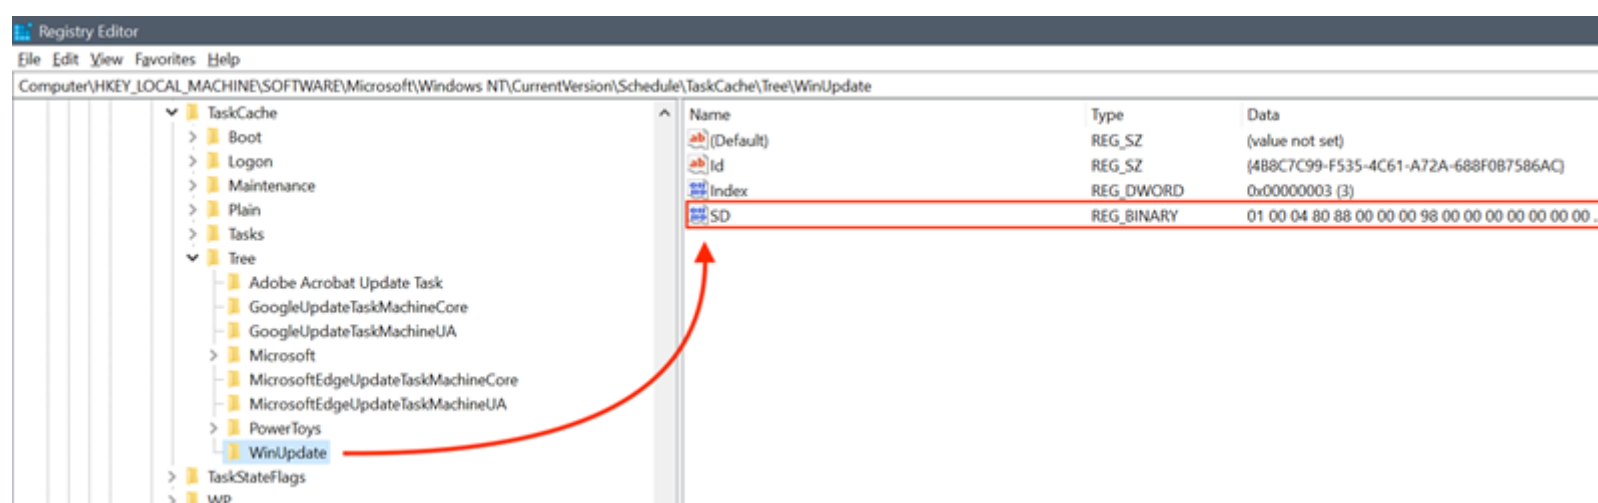 Registry Editor
File Edit View Favorites Help
Computer\HKEY_LOCAL_MACHINE\SOFTWARE\Microsoft\Windows NT\CurrentVersion\Schedule\TaskCache\Tree\WinUpdate
TaskCache
Boot
Logon
Maintenance
Plain
Tasks
Tree
Adobe Acrobat Update Task
GoogleUpdateTaskMachineCore
GoogleUpdateTaskMachineUA
Microsoft
MicrosoftEdgeUpdateTaskMachineCore
MicrosoftEdgeUpdateTaskMachineUA
PowerToys
WinUpdate
TaskStateFlags
WP
Name Type Data
(Default) REG_SZ (value not set)
Id REG_SZ {4B8C7C99-F535-4C61-A72A-688F0B7586AC}
Index REG_DWORD 0x00000003 (3)
SD REG_BINARY 01 00 04 80 88 00 00 00 98 00 00 00 00 00 00 00 ..